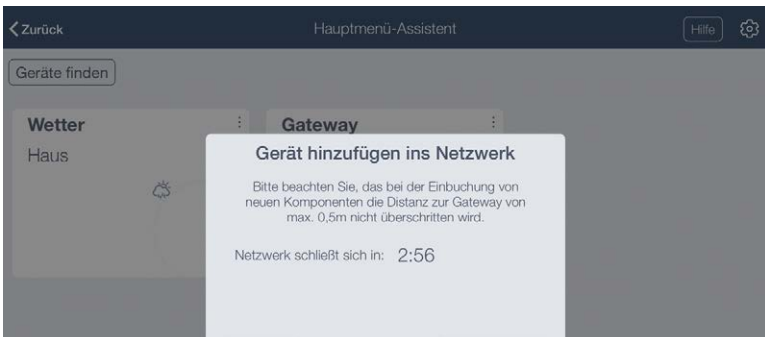 Zurück
Hauptmenü-Assistent
Hilfe
Geräte finden
Wetter
Gateway
Haus
Gerät hinzufügen ins Netzwerk
Bitte beachten Sie, das bei der Einbuchung von
neuen Komponenten die Distanz zur Gateway von
max. 0,5m nicht überschritten wird.
Netzwerk schließt sich in: 2:56